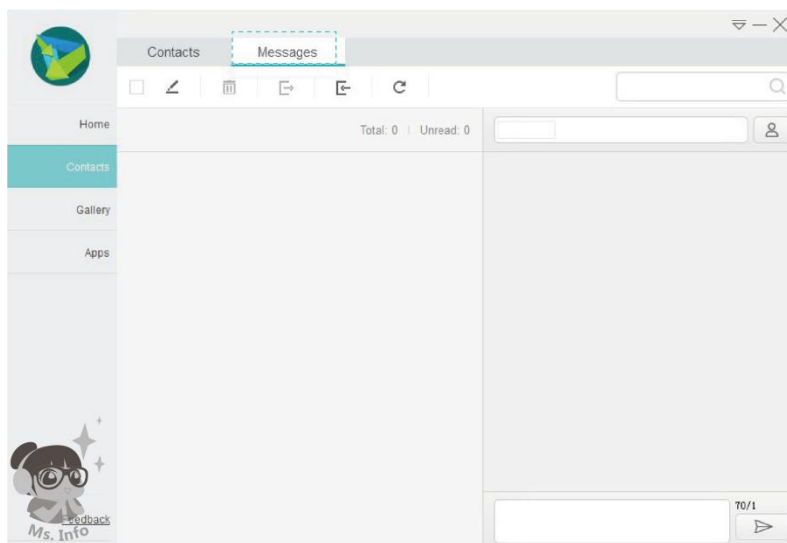 Contacts
Messages
Total: 0 | Unread: 0
Home
Contacts
Gallery
Apps
70/1
Feedback
Ms. Info